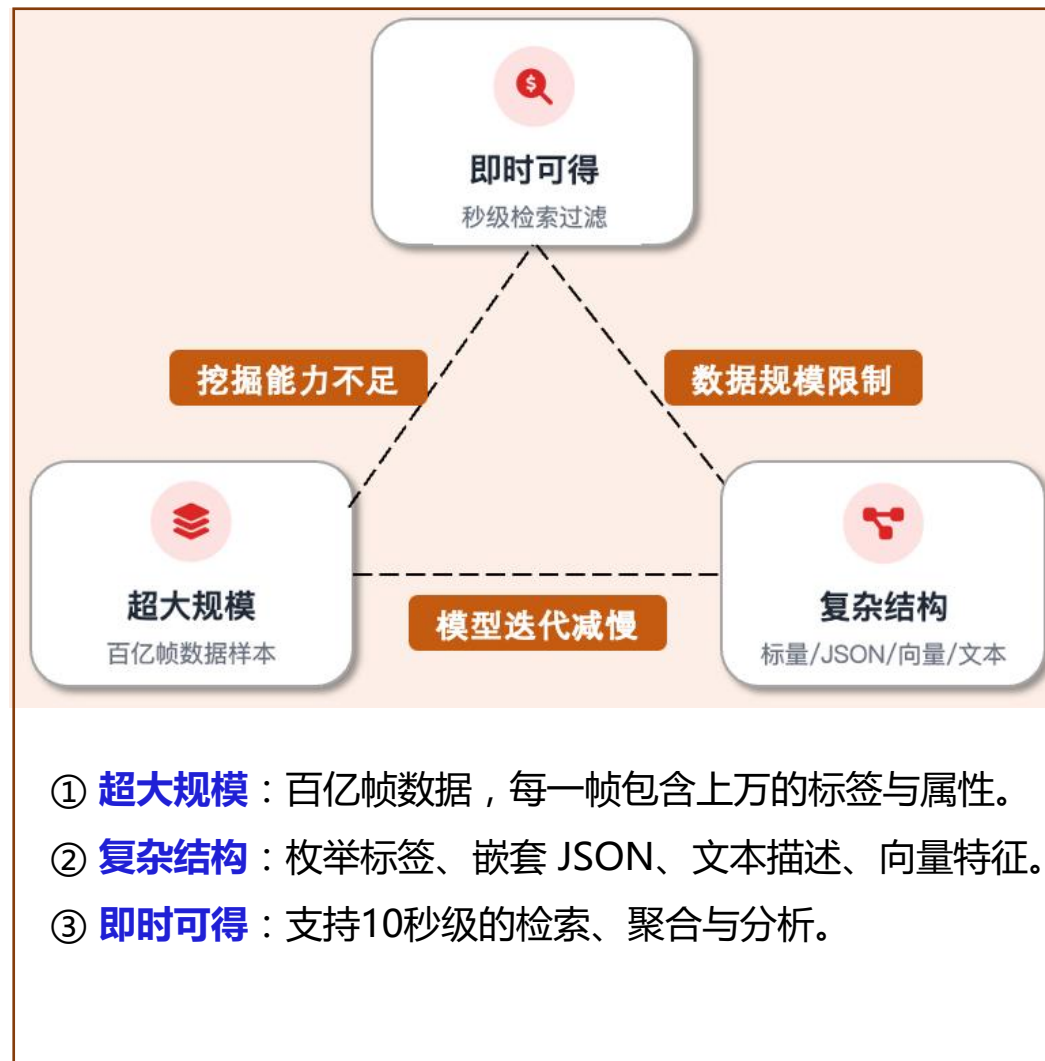 即时可得
秒级检索过滤
挖掘能力不足
数据规模限制
超大规模
百亿帧数据样本
模型迭代减慢
复杂结构
标量/JSON/向量/文本
① 超大规模：百亿帧数据，每一帧包含上万的标签与属性。
② 复杂结构：枚举标签、嵌套 JSON、文本描述、向量特征。
③ 即时可得：支持10秒级的检索、聚合与分析。